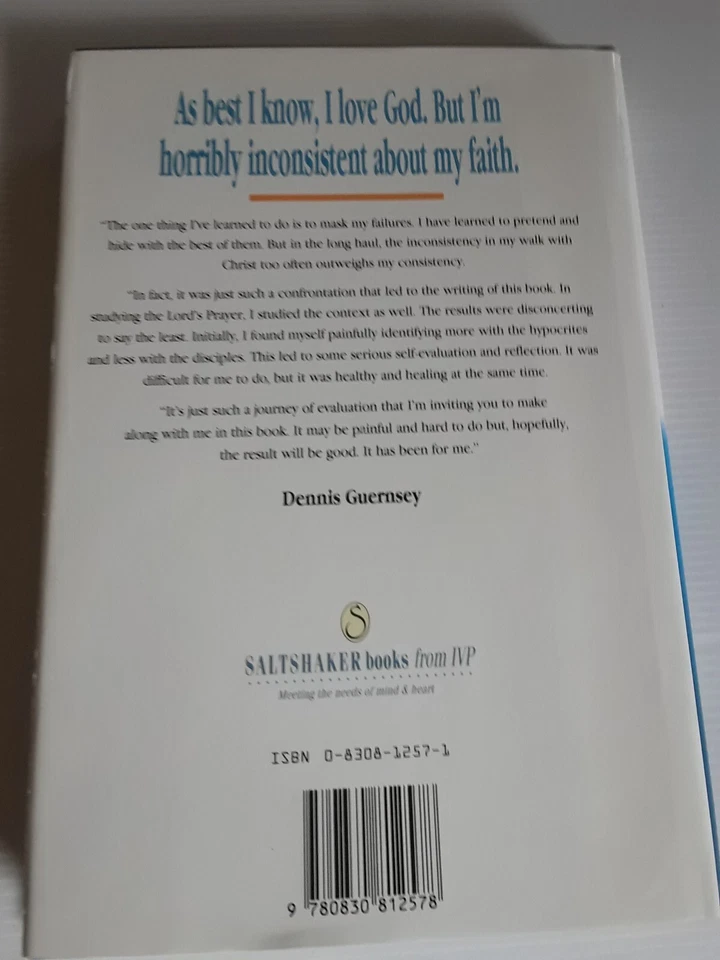 As best I know, I love God. But I'm
horribly inconsistent about my faith.
"The one thing I've learned to do is to mask my failures. I have learned to pretend and
hide with the best of them. But in the long haul, the inconsistency in my walk with
Christ too often outweighs my consistency.
"In fact, it was just such a confrontation that led to the writing of this book. In
studying the Lord's Prayer, I studied the context as well. The results were disconcerting
to say the least. Initially, I found myself painfully identifying more with the hypocrites
and less with the disciples. This led to some serious self-evaluation and reflection. It was
difficult for me to do, but it was healthy and healing at the same time.
"It's just such a journey of evaluation that I'm inviting you to make
along with me in this book. It may be painful and hard to do but, hopefully,
the result will be good. It has been for me."
Dennis Guernsey
S
SALTSHAKER books from IVP
Meeting the needs of mind & heart
ISBN 0-8308-1257-1
9 780830 812578